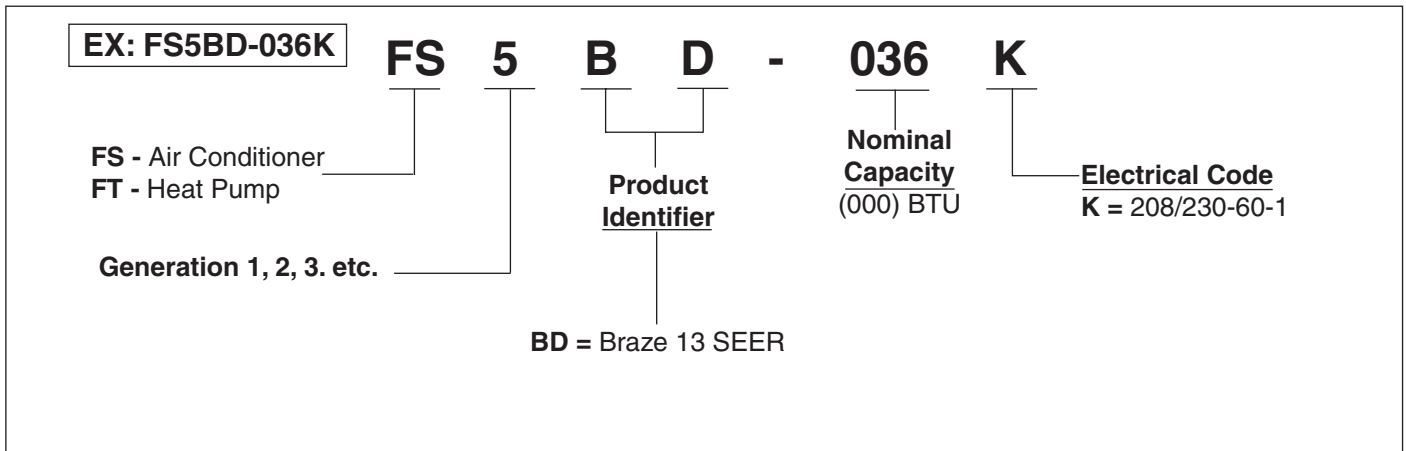 EX: FS5BD-036K
FS 5 B D - 036 K
FS - Air Conditioner
FT - Heat Pump
Generation 1, 2, 3. etc.
Product
Identifier
BD = Braze 13 SEER
Nominal
Capacity
(000) BTU
Electrical Code
K = 208/230-60-1